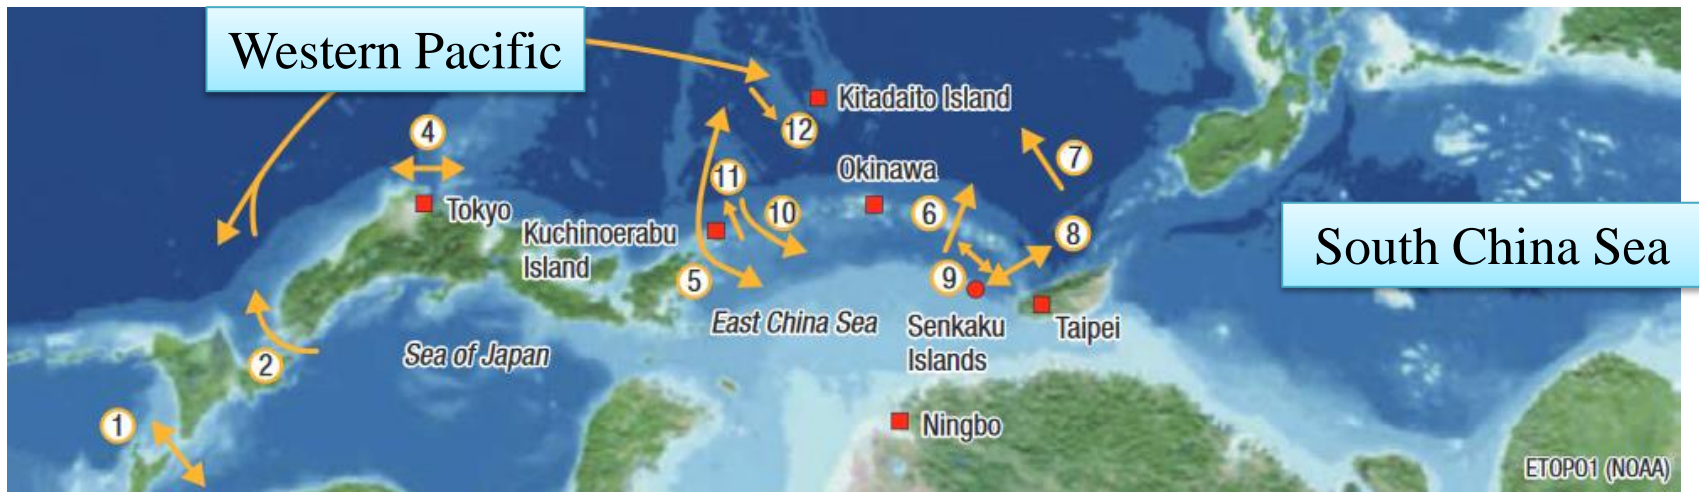 Western Pacific
Kitadaito Island
4
12
7
11
Okinawa
Tokyo
10
6
8
Kuchinoerabu
Island
South China Sea
5
9
East China Sea
Senkaku
Islands
Taipei
2
Sea of Japan
1
Ningbo
ETOPO1 (NOAA)